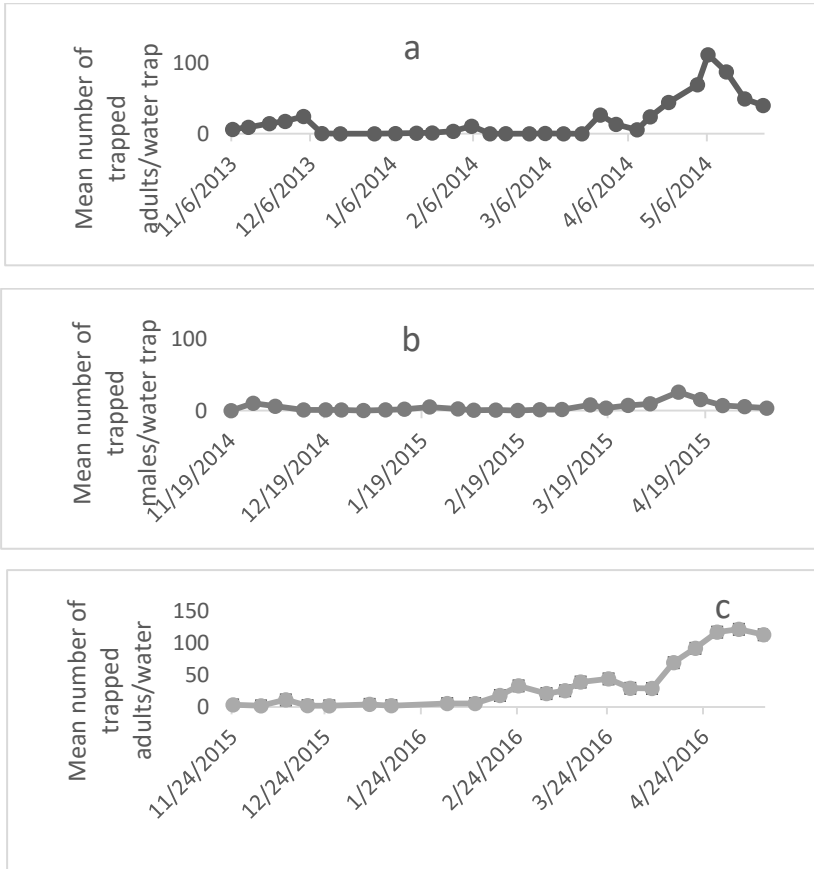 a
Mean number of
trapped
adults/water trap
100
0
11/6/2013
12/6/2013
1/6/2014
2/6/2014
3/6/2014
4/6/2014
5/6/2014
b
Mean number of
trapped
males/water trap
100
0
11/19/2014
12/19/2014
1/19/2015
2/19/2015
3/19/2015
4/19/2015
c
Mean number of
trapped
adults/water
150
100
50
0
11/24/2015
12/24/2015
1/24/2016
2/24/2016
3/24/2016
4/24/2016